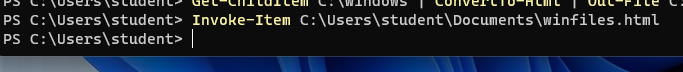 PS C:\Users\student> Get-ChildItem C:\Windows | ConvertTo-Html | Out-File C:
PS C:\Users\student> Invoke-Item C:\Users\student\Documents\winfiles.html
PS C:\Users\student>